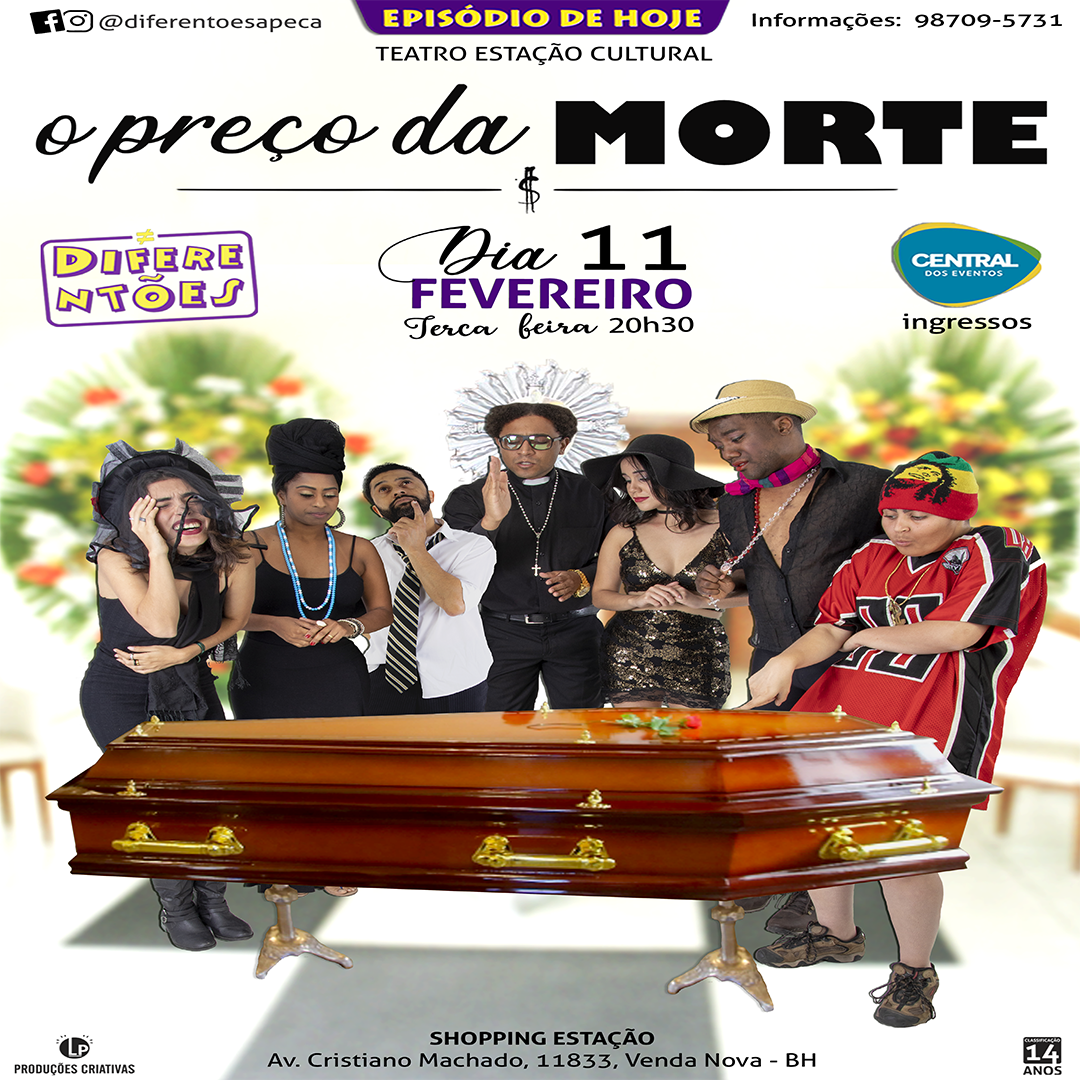 @diferentoesapeca
EPISÓDIO DE HOJE
Informações: 98709-5731
TEATRO ESTAÇÃO CULTURAL
o preço da MORTE
$
DIFERE
NTÕES
Dia 11
FEVEREIRO
Terca feira 20h30
CENTRAL
DOS EVENTOS
ingressos
SHOPPING ESTAÇÃO
Av. Cristiano Machado, 11833, Venda Nova - BH
LP
PRODUÇÕES CRIATIVAS
CLASSIFICAÇÃO
14
ANOS